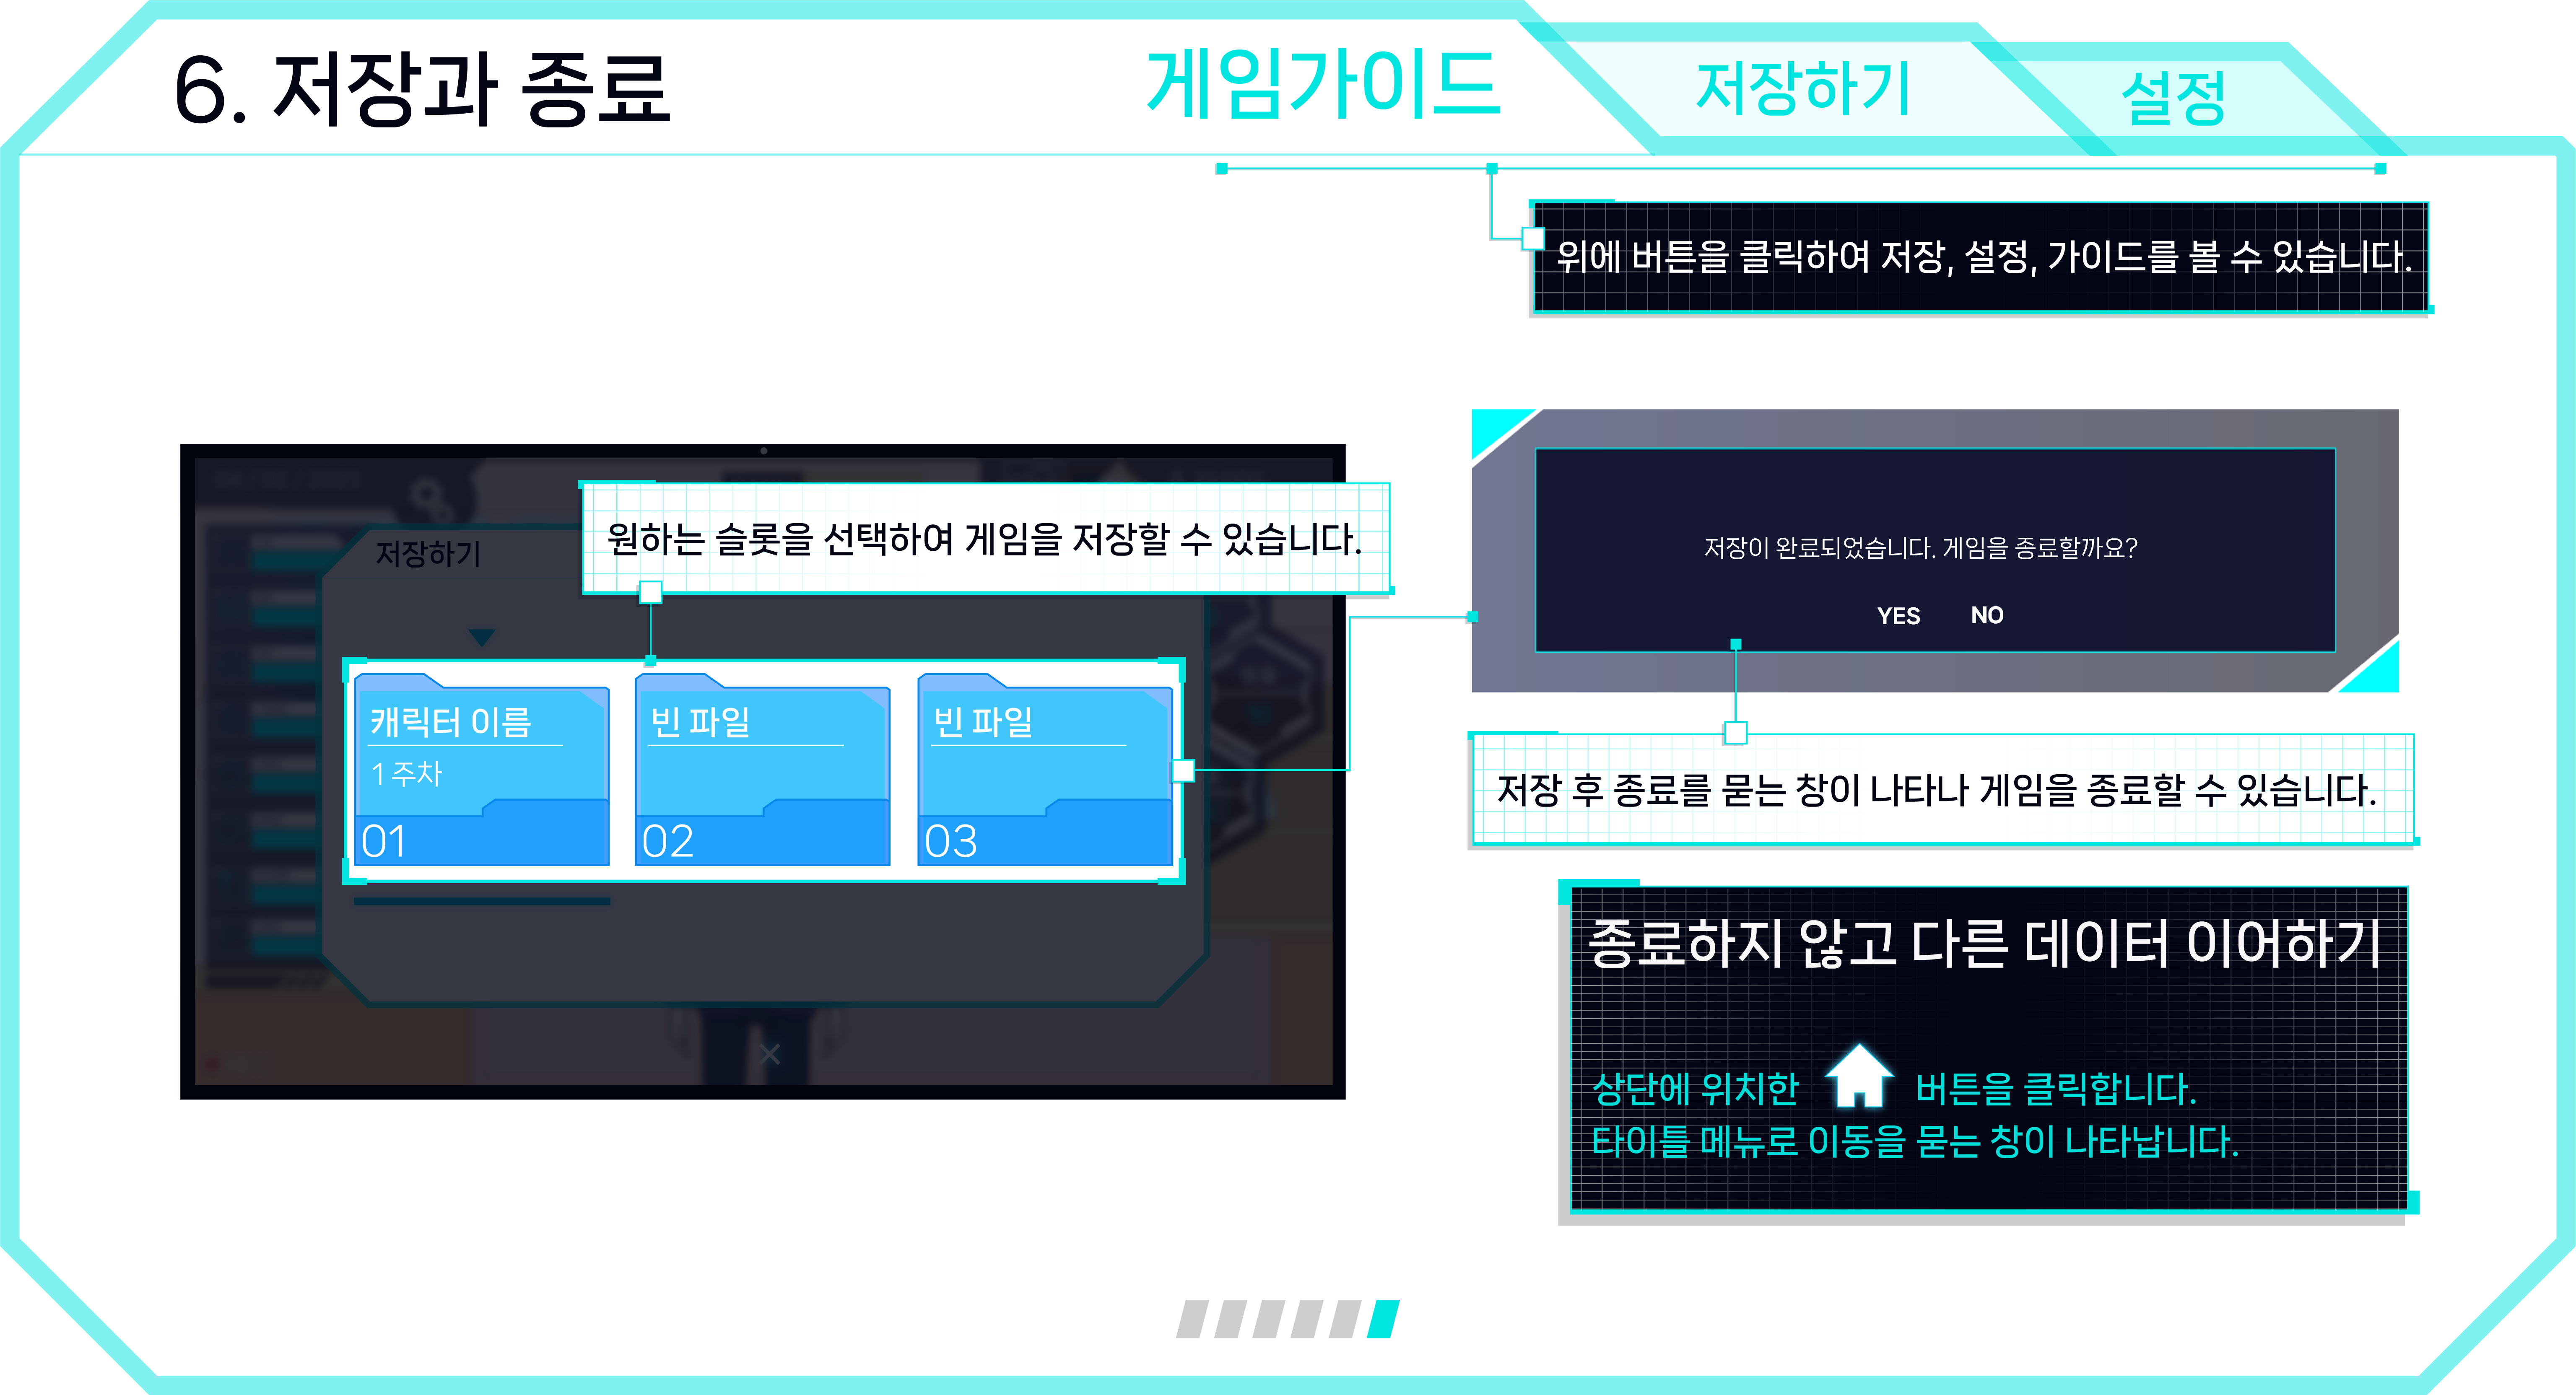 6. 저장과 종료
게임가이드
저장하기
설정
위에 버튼을 클릭하여 저장, 설정, 가이드를 볼 수 있습니다.
원하는 슬롯을 선택하여 게임을 저장할 수 있습니다.
저장하기
캐릭터 이름
1 주차
01
빈 파일
02
빈 파일
03
저장이 완료되었습니다. 게임을 종료할까요?
YES NO
저장 후 종료를 묻는 창이 나타나 게임을 종료할 수 있습니다.
종료하지 않고 다른 데이터 이어하기
상단에 위치한 버튼을 클릭합니다.
타이틀 메뉴로 이동을 묻는 창이 나타납니다.